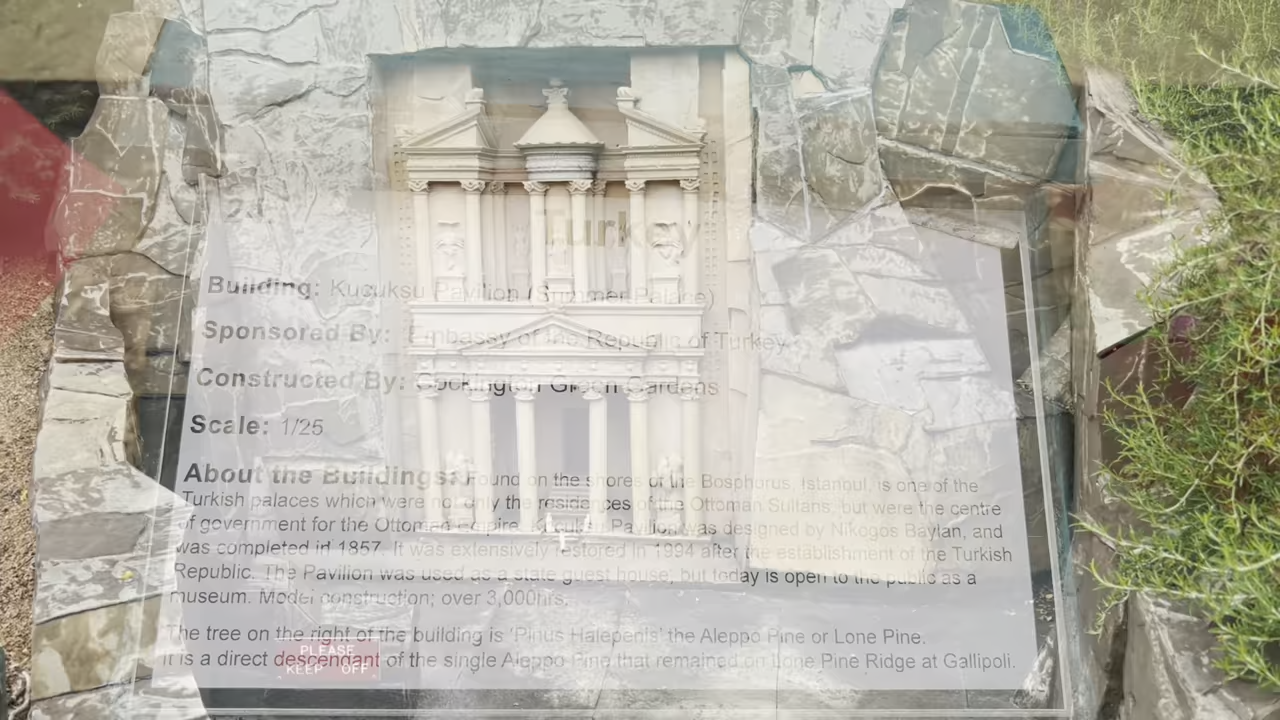 Turkey
Building: Kuzuksu Pavilion (Summer Palace)
Sponsored By: Embassy of the Republic of Turkey
Constructed By: Cockington Green Gardens
Scale: 1/25
About the Buildings: Found on the shores of the Bosphorus, Istanbul, is one of the
Turkish palaces which were not only the residences of the Ottoman Sultans, but were the centre
of government for the Ottoman Empire. Pavilion was designed by Nikogos Baylan, and
was completed in 1857. It was extensively restored in 1994 after the establishment of the Turkish
Republic. The Pavilion was used as a state guest house, but today is open to the public as a
museum. Model construction; over 3,000hrs.
The tree on the right of the building is 'Pinus Halepenis' the Aleppo Pine or Lone Pine.
It is a direct descendant of the single Aleppo Pine that remained on Lone Pine Ridge at Gallipoli.
PLEASE
KEEP OFF